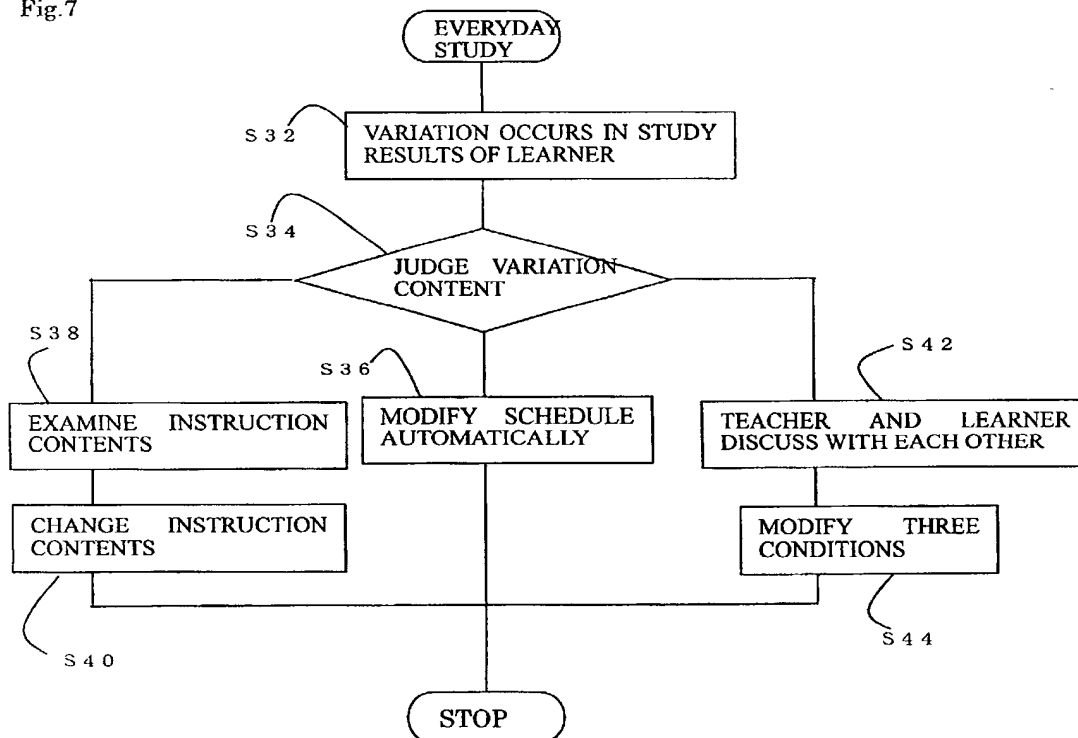 Fig.7
EVERYDAY
STUDY
S32
VARIATION OCCURS IN STUDY
RESULTS OF LEARNER
S34
JUDGE VARIATION
CONTENT
S38
EXAMINE INSTRUCTION
CONTENTS
S36
MODIFY SCHEDULE
AUTOMATICALLY
S42
TEACHER AND LEARNER
DISCUSS WITH EACH OTHER
CHANGE INSTRUCTION
CONTENTS
S40
MODIFY THREE
CONDITIONS
S44
STOP